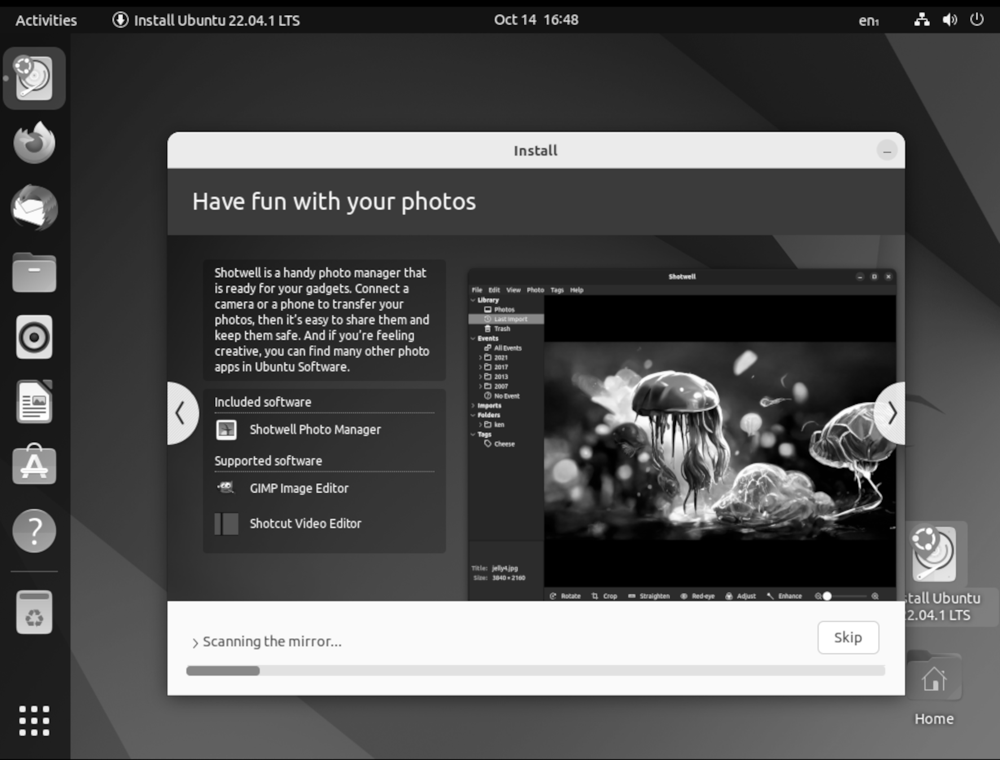 Activities
Install Ubuntu 22.04.1 LTS
Oct 14 16:48
en₁
Install
Have fun with your photos
Shotwell is a handy photo manager that
is ready for your gadgets. Connect a
camera or a phone to transfer your
photos, then it's easy to share them and
keep them safe. And if you're feeling
creative, you can find many other photo
apps in Ubuntu Software.
Included software
Shotwell Photo Manager
Supported software
GIMP Image Editor
Shotcut Video Editor
Shotwell
File Edit View Photo Tags Help
Library
Photos
Last Import
Trash
Events
All Events
2021
2017
2013
2007
No Event
Imports
Folders
ken
Tags
Cheese
Title: jelly4.jpg
Size: 3840 × 2160
Rotate Crop Straighten Red-eye Adjust Enhance
Scanning the mirror...
Skip
stall Ubuntu
22.04.1 LTS
Home